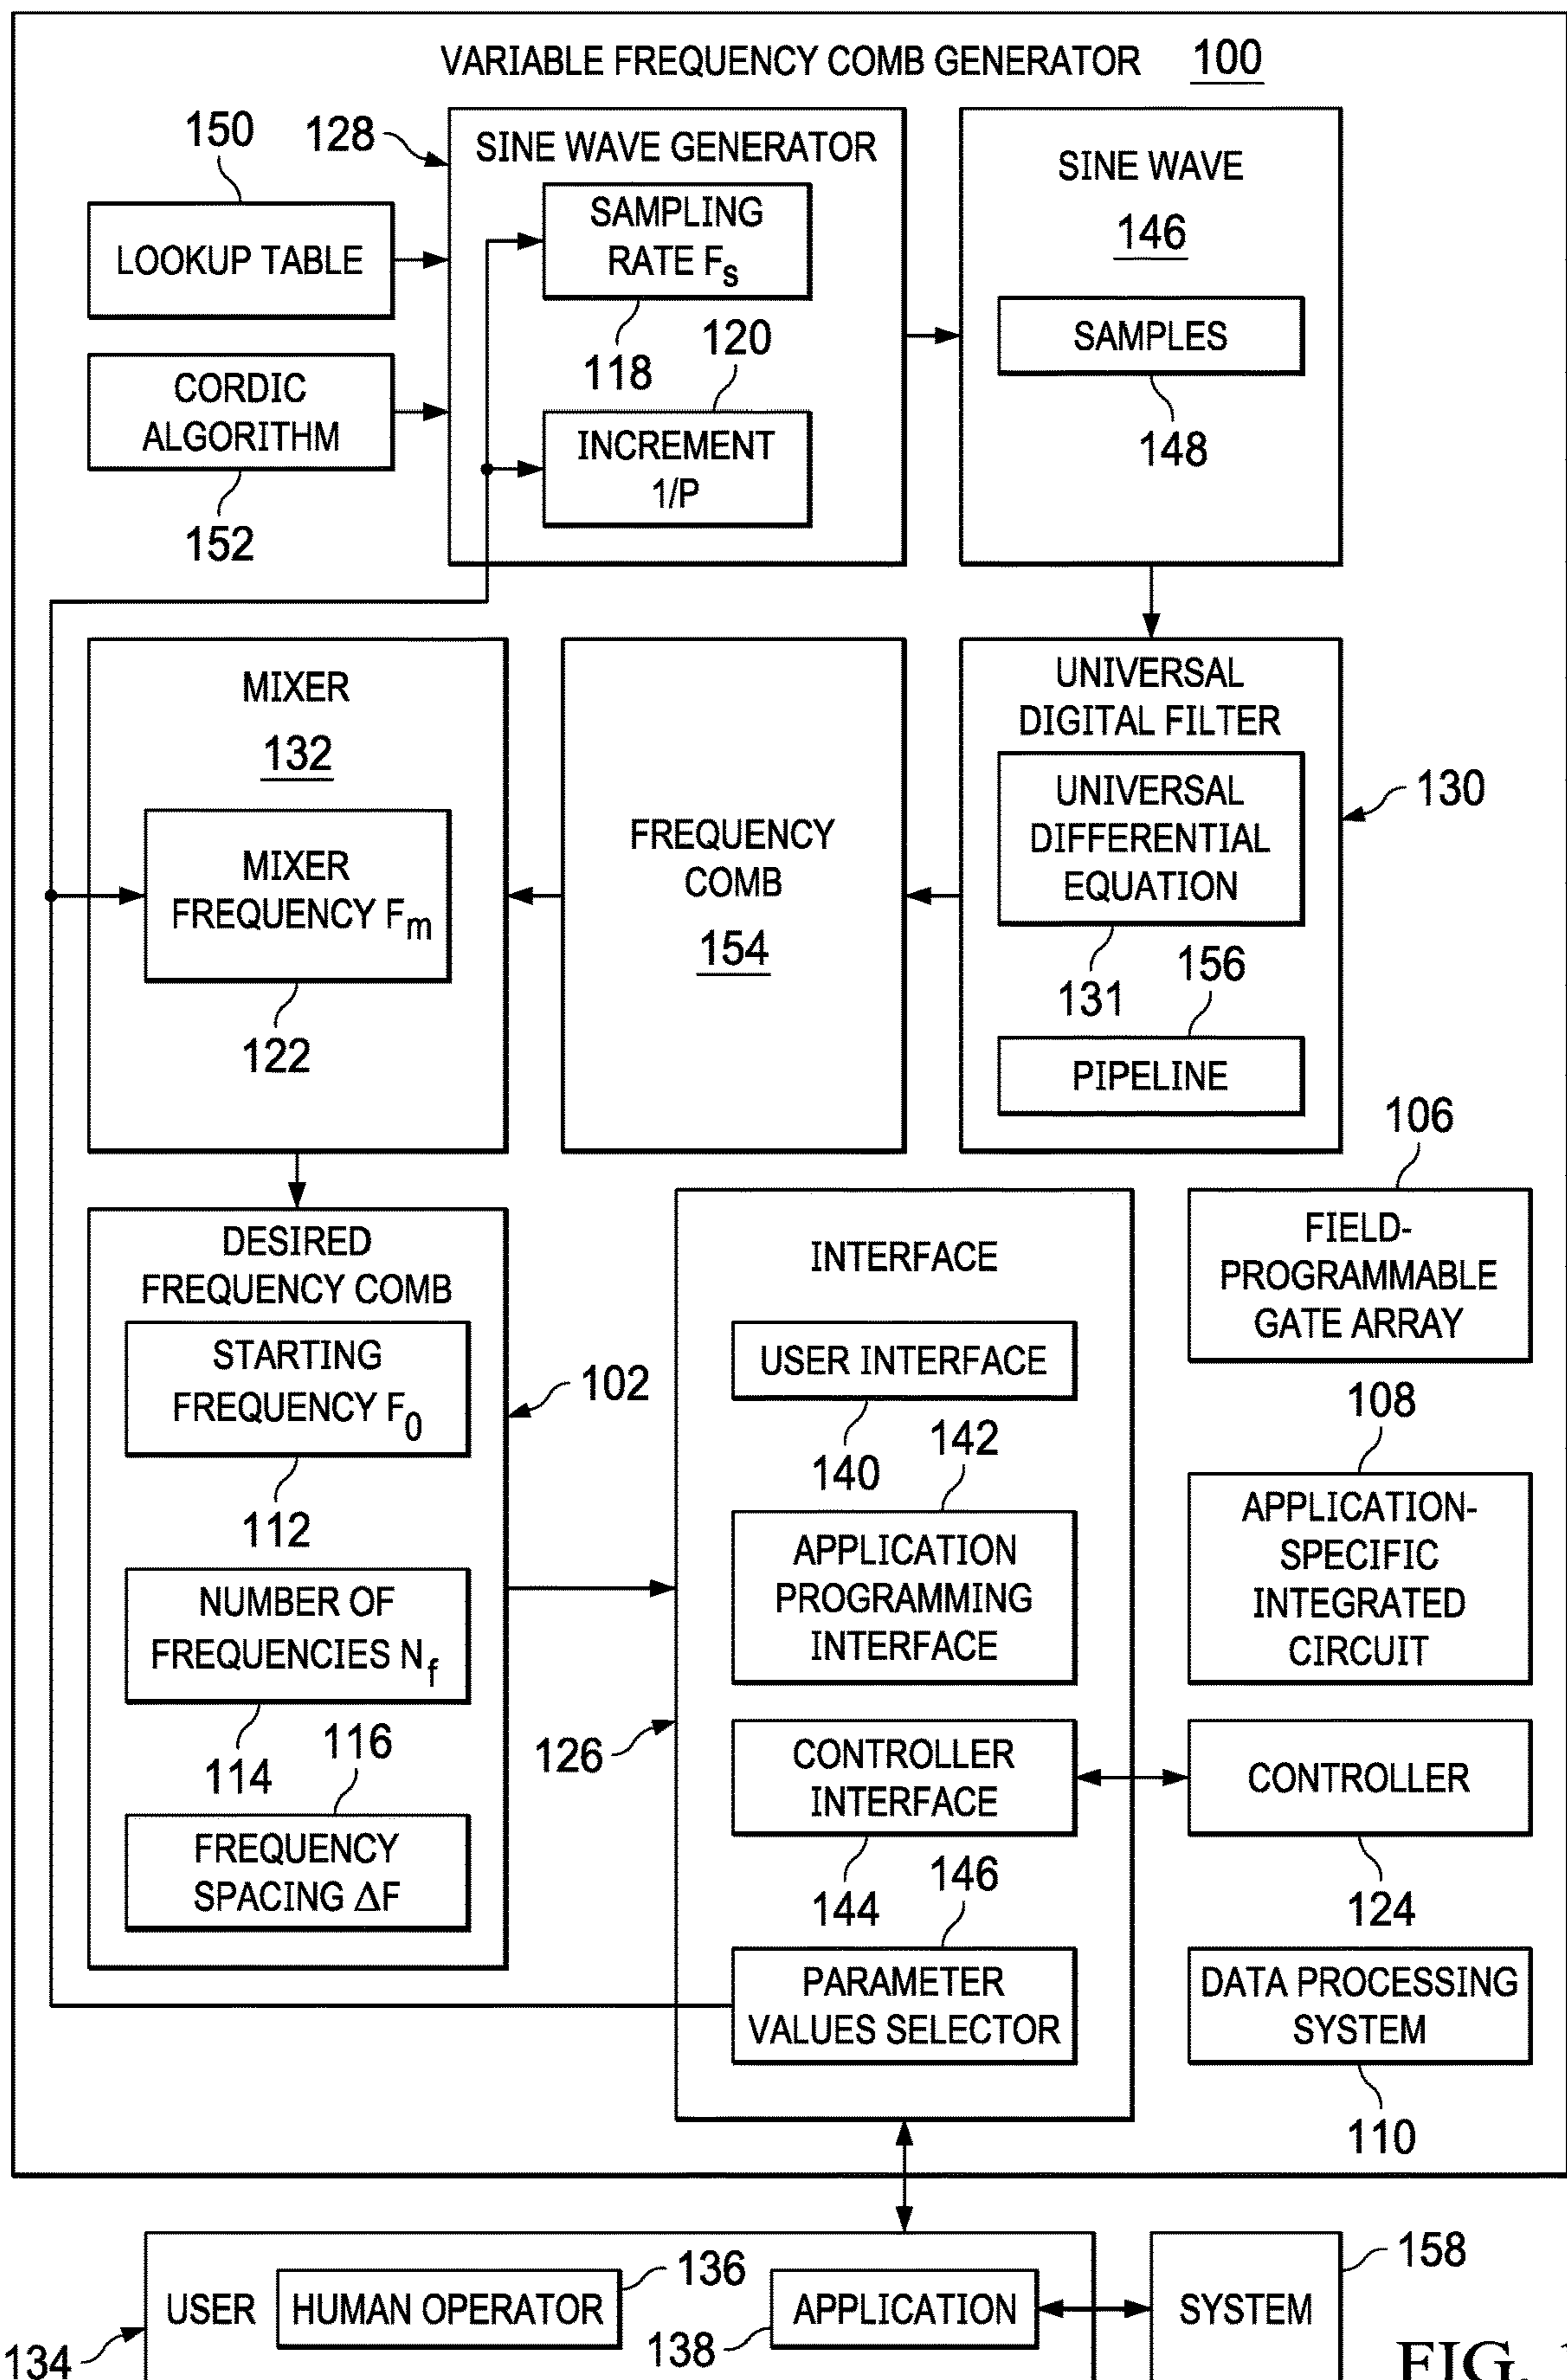 VARIABLE FREQUENCY COMB GENERATOR 100
150
128
SINE WAVE GENERATOR
SINE WAVE
146
LOOKUP TABLE
SAMPLING
RATE Fs
118
120
SAMPLES
148
CORDIC
ALGORITHM
152
INCREMENT
1/P
MIXER
132
MIXER
FREQUENCY Fm
122
FREQUENCY
COMB
154
UNIVERSAL
DIGITAL FILTER
UNIVERSAL
DIFFERENTIAL
EQUATION
130
131
156
PIPELINE
106
FIELD-
PROGRAMMABLE
GATE ARRAY
DESIRED
FREQUENCY COMB
STARTING
FREQUENCY F0
102
112
NUMBER OF
FREQUENCIES Nf
114
116
FREQUENCY
SPACING ΔF
INTERFACE
USER INTERFACE
140
142
APPLICATION
PROGRAMMING
INTERFACE
126
CONTROLLER
INTERFACE
144
146
PARAMETER
VALUES SELECTOR
108
APPLICATION-
SPECIFIC
INTEGRATED
CIRCUIT
CONTROLLER
124
DATA PROCESSING
SYSTEM
110
USER
HUMAN OPERATOR
136
APPLICATION
138
134
SYSTEM
158
FIG.